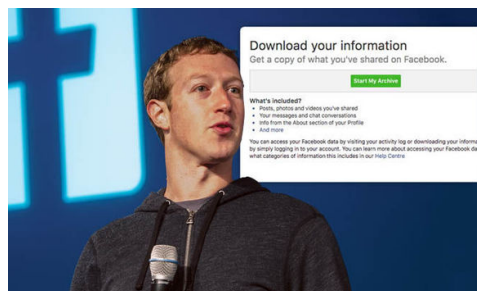 Download your information
Get a copy of what you've shared on Facebook.
Start My Archive
What's included?
Posts, photos and videos you've shared
Your messages and chat conversations
Info from the About section of your Profile
And more
You can access your Facebook data by visiting your activity log or downloading your
by simply logging in to your account. You can learn more about accessing your Facebook
what categories of information this includes in our Help Centre